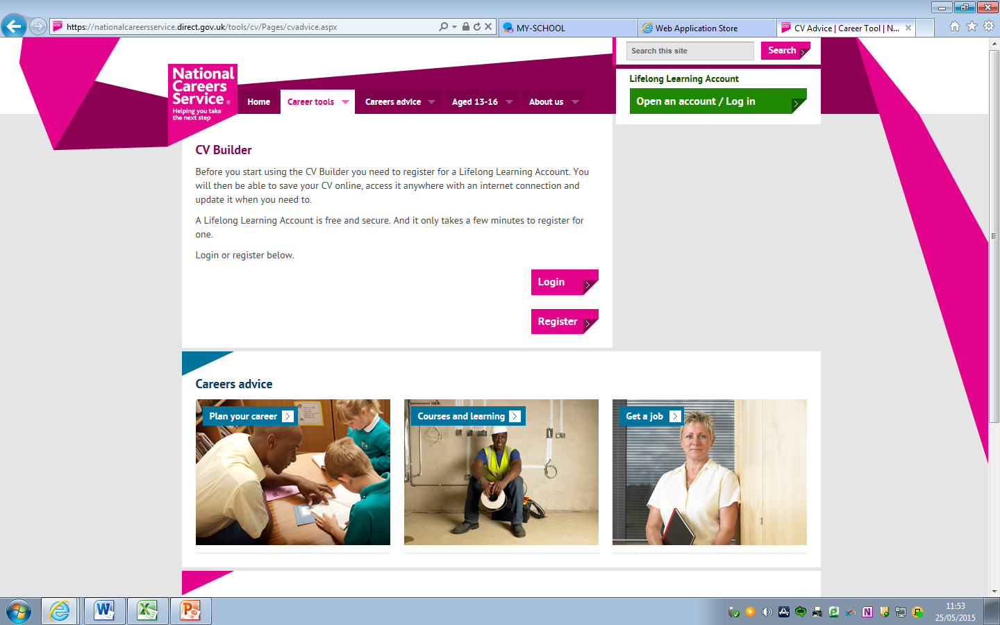 https://nationalcareersservice.direct.gov.uk/tools/cv/Pages/cvadvice.aspx
MY-SCHOOL
Web Application Store
CV Advice | Career Tool | N...
Search this site
Search
National
Careers
Service ®
Helping you take
the next step
Home
Career tools
Careers advice
Aged 13-16
About us
Lifelong Learning Account
Open an account / Log in
CV Builder
Before you start using the CV Builder you need to register for a Lifelong Learning Account. You
will then be able to save your CV online, access it anywhere with an internet connection and
update it when you need to.
A Lifelong Learning Account is free and secure. And it only takes a few minutes to register for
one.
Login or register below.
Login
Register
Careers advice
Plan your career
Courses and learning
Get a job
11:53
25/05/2015